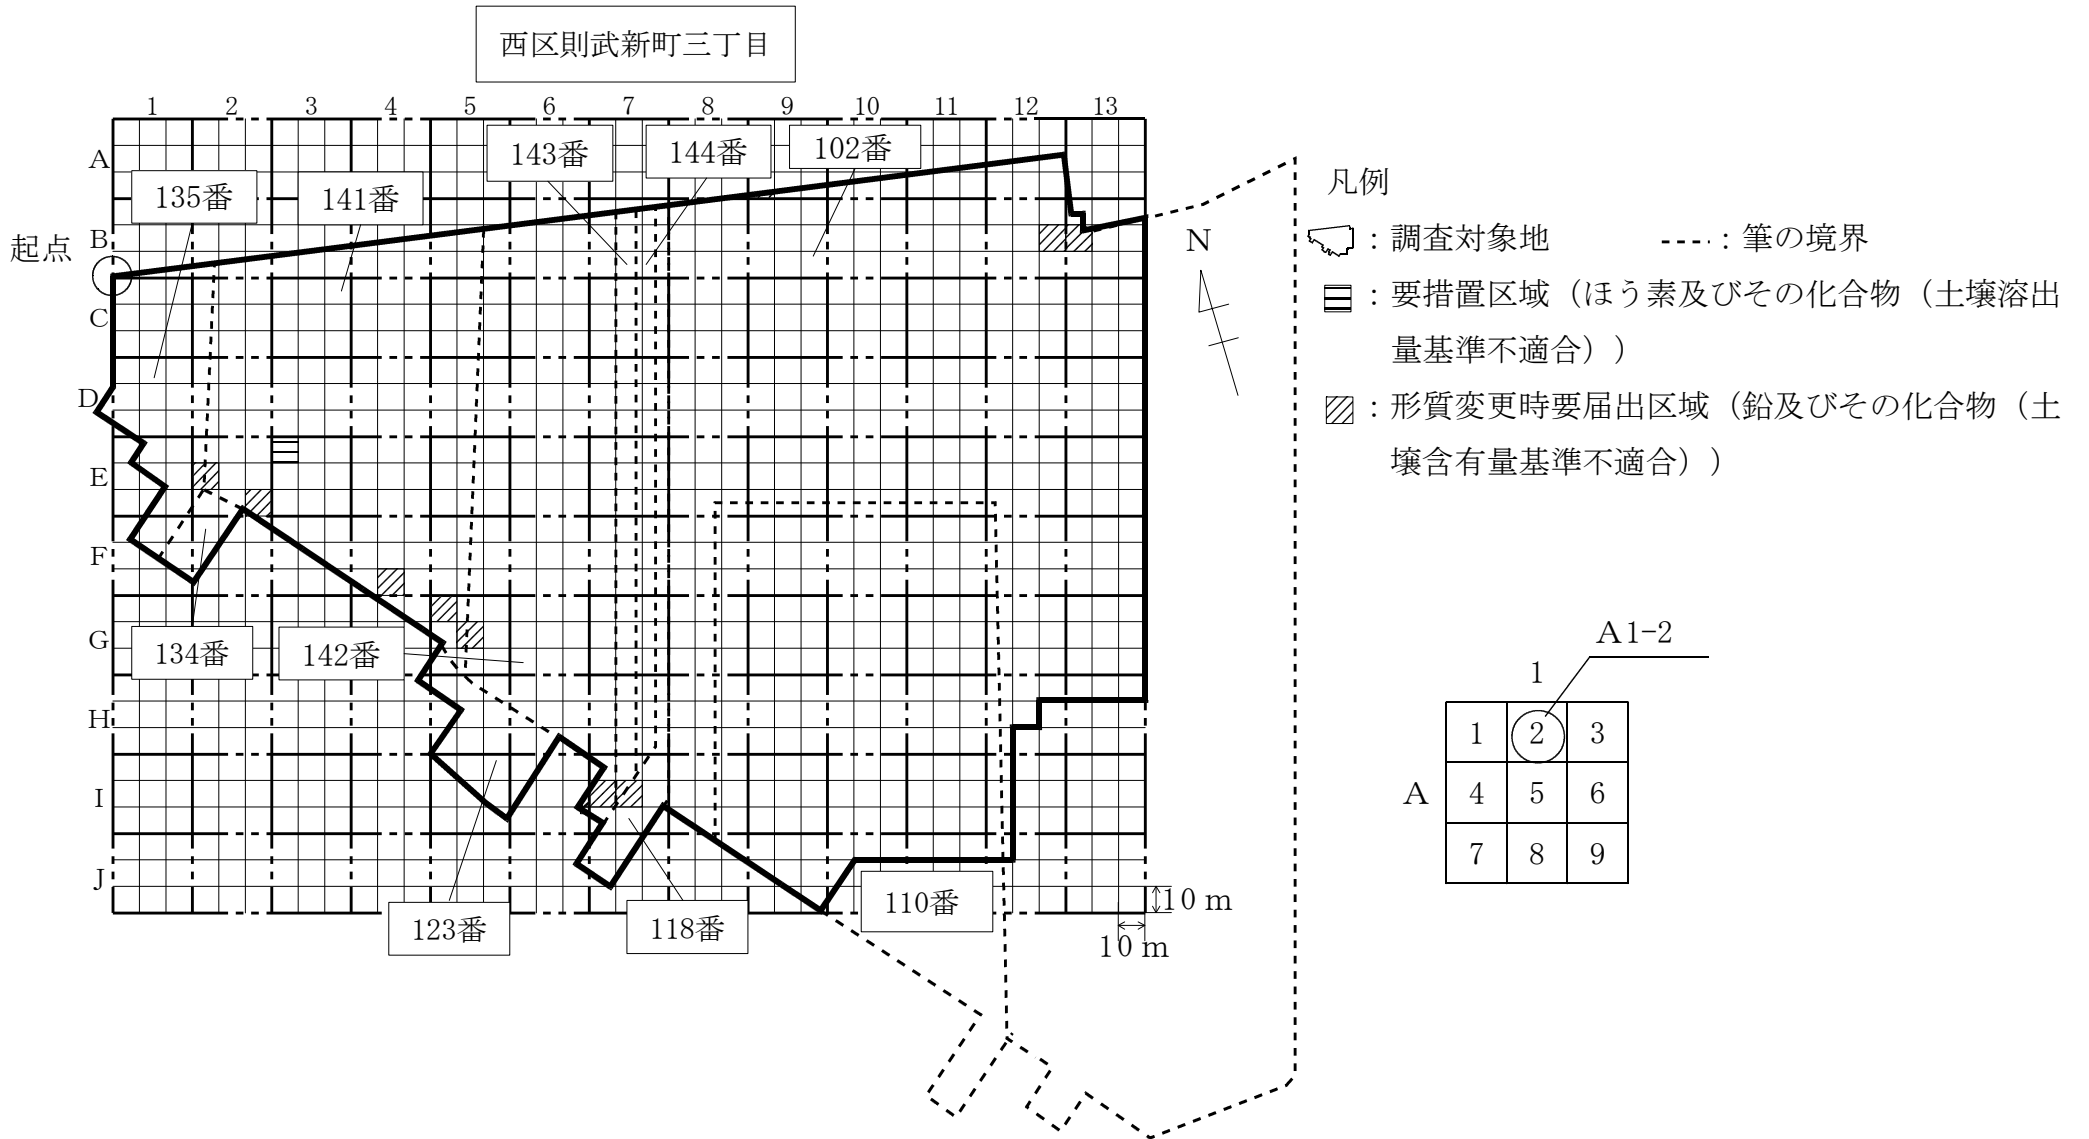 西区則武新町三丁目
1 2 3 4 5 6 7 8 9 10 11 12 13
A
B
C
D
E
F
G
H
I
J
起点
135番
141番
143番
144番
102番
134番
142番
123番
118番
110番
10 m
10 m
N
凡例
：調査対象地
：筆の境界
：要措置区域（ほう素及びその化合物（土壌溶出
量基準不適合））
：形質変更時要届出区域（鉛及びその化合物（土
壌含有量基準不適合））
A1-2
1
A
1 2 3
4 5 6
7 8 9